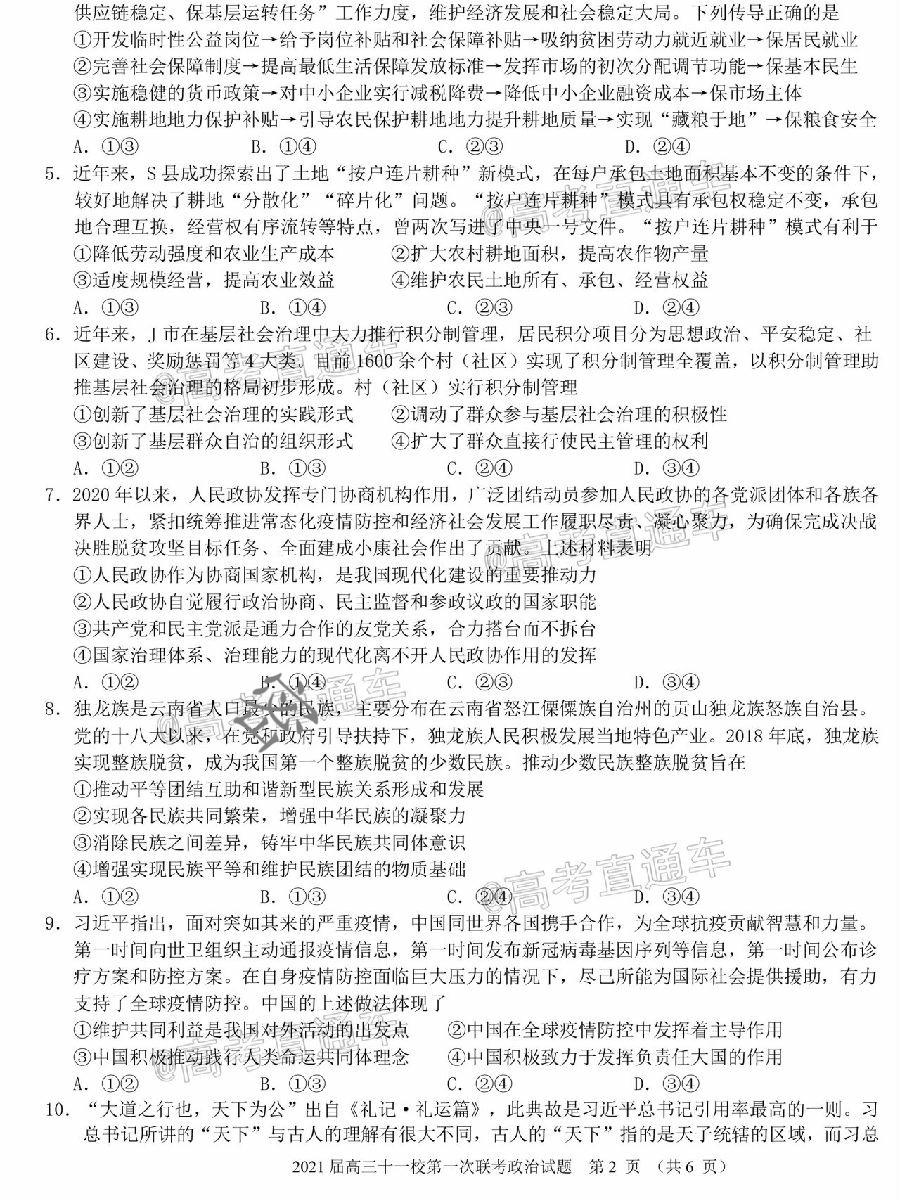 供应链稳定、保基层运转任务”工作力度，维护经济发展和社会稳定大局。下列传导正确的是
①开发临时性公益岗位→给予岗位补贴和社会保障补贴→吸纳贫困劳动力就近就业→保居民就业
②完善社会保障制度→提高最低生活保障发放标准→发挥市场的初次分配调节功能→保基本民生
③实施稳健的货币政策→对中小企业实行减税降费→降低中小企业融资成本→保市场主体
④实施耕地地力保护补贴→引导农民保护耕地地力提升耕地质量→实现“藏粮于地”→保粮食安全
A．①③ B．①④ C．②③ D．②④
5．近年来，S县成功探索出了土地“按户连片耕种”新模式，在每户承包土地面积基本不变的条件下，
较好地解决了耕地“分散化”“碎片化”问题。“按户连片耕种”模式具有承包权稳定不变，承包
地合理互换，经营权有序流转等特点，曾两次写进了中央一号文件。“按户连片耕种”模式有利于
①降低劳动强度和农业生产成本 ②扩大农村耕地面积，提高农作物产量
③适度规模经营，提高农业效益 ④维护农民土地所有、承包、经营权益
A．①③ B．①④ C．②③ D．②④
6．近年来，J市在基层社会治理中大力推行积分制管理，居民积分项目分为思想政治、平安稳定、社
区建设、奖励惩罚等4大类。目前1600余个村（社区）实现了积分制管理全覆盖，以积分制管理助
推基层社会治理的格局初步形成。村（社区）实行积分制管理
①创新了基层社会治理的实践形式 ②调动了群众参与基层社会治理的积极性
③创新了基层群众自治的组织形式 ④扩大了群众直接行使民主管理的权利
A．①② B．①③ C．②④ D．③④
7．2020年以来，人民政协发挥专门协商机构作用，广泛团结动员参加人民政协的各党派团体和各族各
界人士，紧扣统筹推进常态化疫情防控和经济社会发展工作履职尽责、凝心聚力，为确保完成决战
决胜脱贫攻坚目标任务、全面建成小康社会作出了贡献。上述材料表明
①人民政协作为协商国家机构，是我国现代化建设的重要推动力
②人民政协自觉履行政治协商、民主监督和参政议政的国家职能
③共产党和民主党派是通力合作的友党关系，合力搭台而不拆台
④国家治理体系、治理能力的现代化离不开人民政协作用的发挥
A．①② B．①④ C．②③ D．③④
8．独龙族是云南省人口最少的民族，主要分布在云南省怒江傈僳族自治州的贡山独龙族怒族自治县。
党的十八大以来，在党和政府引导扶持下，独龙族人民积极发展当地特色产业。2018年底，独龙族
实现整族脱贫，成为我国第一个整族脱贫的少数民族。推动少数民族整族脱贫旨在
①推动平等团结互助和谐新型民族关系形成和发展
②实现各民族共同繁荣，增强中华民族的凝聚力
③消除民族之间差异，铸牢中华民族共同体意识
④增强实现民族平等和维护民族团结的物质基础
A．①② B．①③ C．②④ D．③④
9．习近平指出，面对突如其来的严重疫情，中国同世界各国携手合作，为全球抗疫贡献智慧和力量。
第一时间向世卫组织主动通报疫情信息，第一时间发布新冠病毒基因序列等信息，第一时间公布诊
疗方案和防控方案。在自身疫情防控面临巨大压力的情况下，尽己所能为国际社会提供援助，有力
支持了全球疫情防控。中国的上述做法体现了
①维护共同利益是我国对外活动的出发点 ②中国在全球疫情防控中发挥着主导作用
③中国积极推动践行人类命运共同体理念 ④中国积极致力于发挥负责任大国的作用
A．①② B．①③ C．②④ D．③④
10．“大道之行也，天下为公”出自《礼记·礼运篇》，此典故是习近平总书记引用率最高的一则。习
总书记所讲的“天下”与古人的理解有很大不同，古人的“天下”指的是天子统辖的区域，而习总
2021届高三十一校第一次联考政治试题 第2页（共6页）
@高考直通车
@高考直通车
@高考直通车
@高考直通车
@高考直通车
@高考直通车